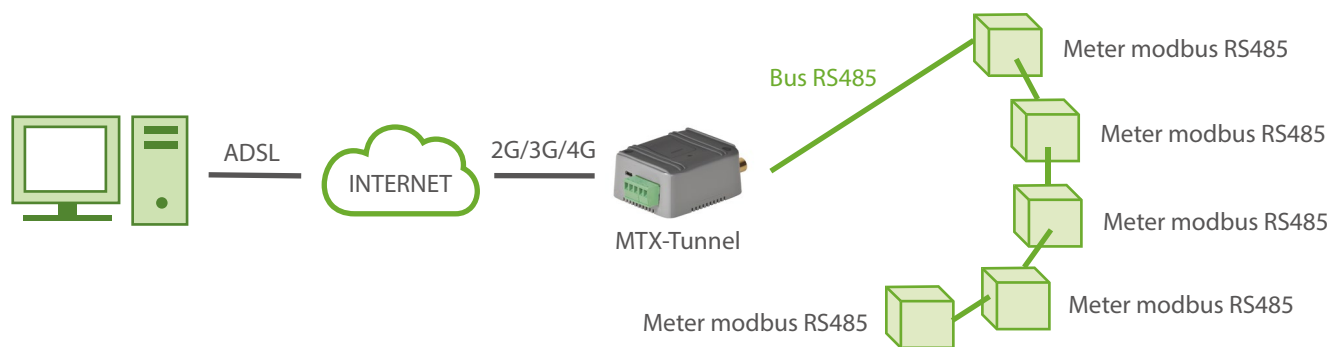 ADSL
INTERNET
2G/3G/4G
MTX-Tunnel
Bus RS485
Meter modbus RS485
Meter modbus RS485
Meter modbus RS485
Meter modbus RS485
Meter modbus RS485